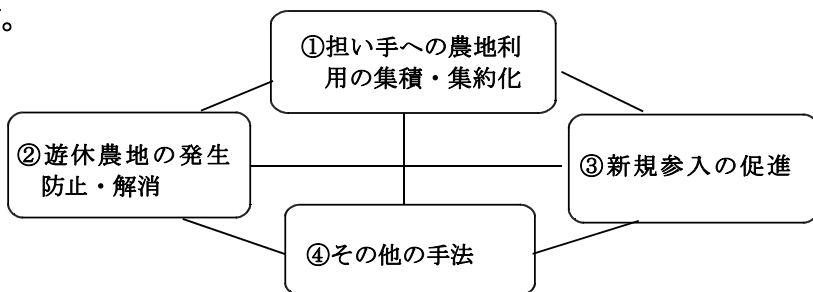 。
①担い手への農地利
用の集積・集約化
②遊休農地の発生
防止・解消
③新規参入の促進
④その他の手法